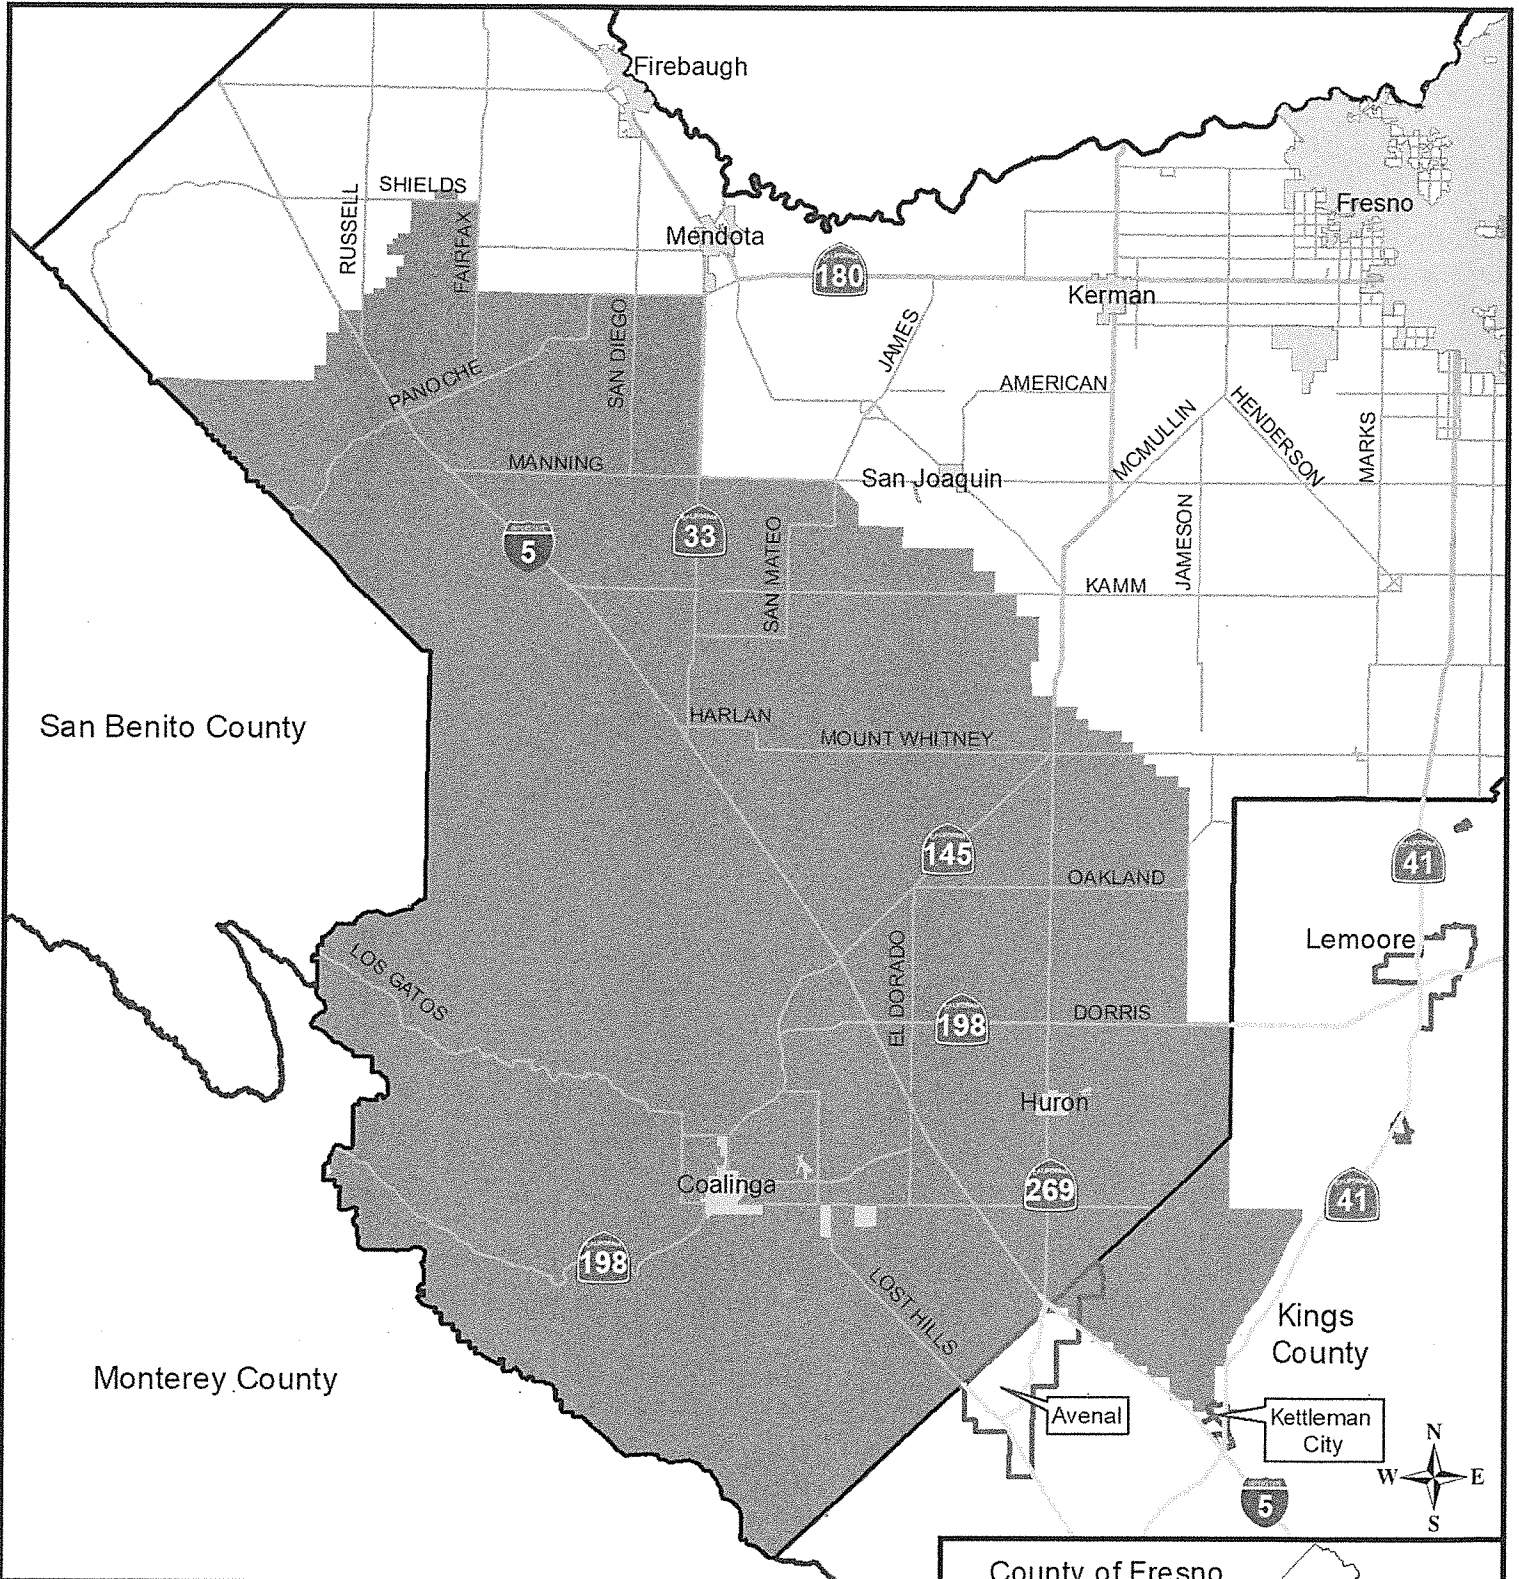 Firebaugh
SHIELDS
RUSSELL
FAIRFAX
Mendota
Fresno
180
Kerman
SAN DIEGO
JAMES
PANOCHE
AMERICAN
MCMULLIN
HENDERSON
MARKS
MANNING
San Joaquin
5
33
SAN MATEO
JAMESON
KAMM
San Benito County
HARLAN
MOUNT WHITNEY
145
41
OAKLAND
Lemoore
LOS GATOS
EL DORADO
198
DORRIS
Huron
Coalinga
269
41
198
LOST HILLS
Kings
County
Monterey County
Avenal
Kettleman
City
N
W
E
S
5
County of Fresno